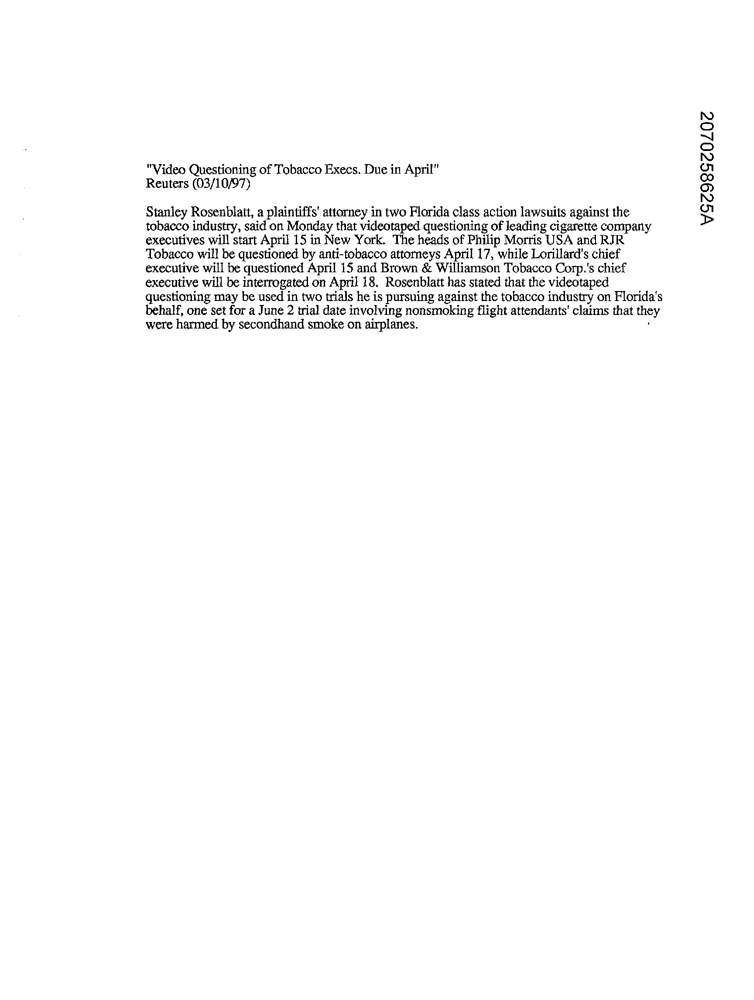 "Video Questioning of Tobacco Execs. Due in April"
Reuters (03/10/97)
Stanley Rosenblatt, a plaintiffs' attorney in two Florida class action lawsuits against the
tobacco industry, said on Monday that videotaped questioning of leading cigarette company
executives will start April 15 in New York.  The heads of Philip Morris USA and RJR
Tobacco will be questioned by anti-tobacco attorneys April 17, while Lorillard's chief
executive will be questioned April 15 and Brown & Williamson Tobacco Corp.'s chief
executive will be interrogated on April 18.  Rosenblatt has stated that the videotaped
questioning may be used in two trials he is pursuing against the tobacco industry on Florida's
behalf, one set for a June 2 trial date involving nonsmoking flight attendants' claims that they
were harmed by secondhand smoke on airplanes.
2070258625A